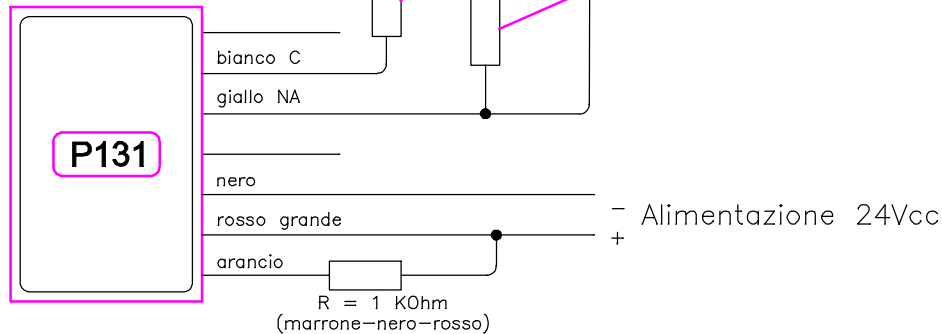 bianco C
giallo NA
P131
nero
rosso grande
− Alimentazione 24Vcc
+
arancio
R = 1 KOhm
(marrone−nero−rosso)